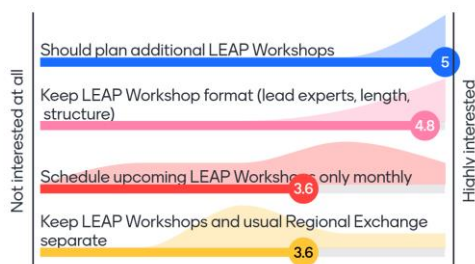 Should plan additional LEAP Workshops
5
Keep LEAP Workshop format (lead experts, length,
structure)
4.8
Schedule upcoming LEAP Workshops only monthly
3.6
Keep LEAP Workshops and usual Regional Exchange
separate
3.6
Not interested at all
Highly interested